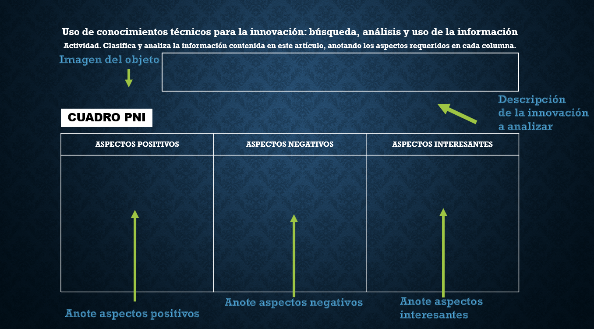 Uso de conocimientos técnicos para la innovación: búsqueda, análisis y uso de la información
Actividad. Clasifica y analiza la información contenida en este artículo, anotando los aspectos requeridos en cada columna.
Imagen del objeto
Descripción
de la innovación
a analizar
CUADRO PNI
ASPECTOS POSITIVOS
ASPECTOS NEGATIVOS
ASPECTOS INTERESANTES
Anote aspectos positivos
Anote aspectos negativos
Anote aspectos
interesantes